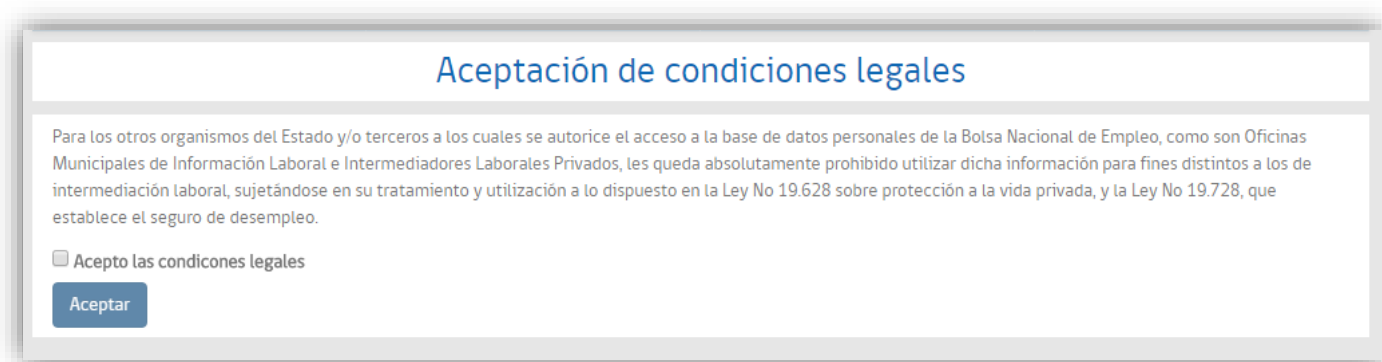 Aceptación de condiciones legales
Para los otros organismos del Estado y/o terceros a los cuales se autorice el acceso a la base de datos personales de la Bolsa Nacional de Empleo, como son Oficinas
Municipales de Información Laboral e Intermediadores Laborales Privados, les queda absolutamente prohibido utilizar dicha información para fines distintos a los de
intermediación laboral, sujetándose en su tratamiento y utilización a lo dispuesto en la Ley No 19.628 sobre protección a la vida privada, y la Ley No 19.728, que
establece el seguro de desempleo.
Acepto las condicones legales
Aceptar